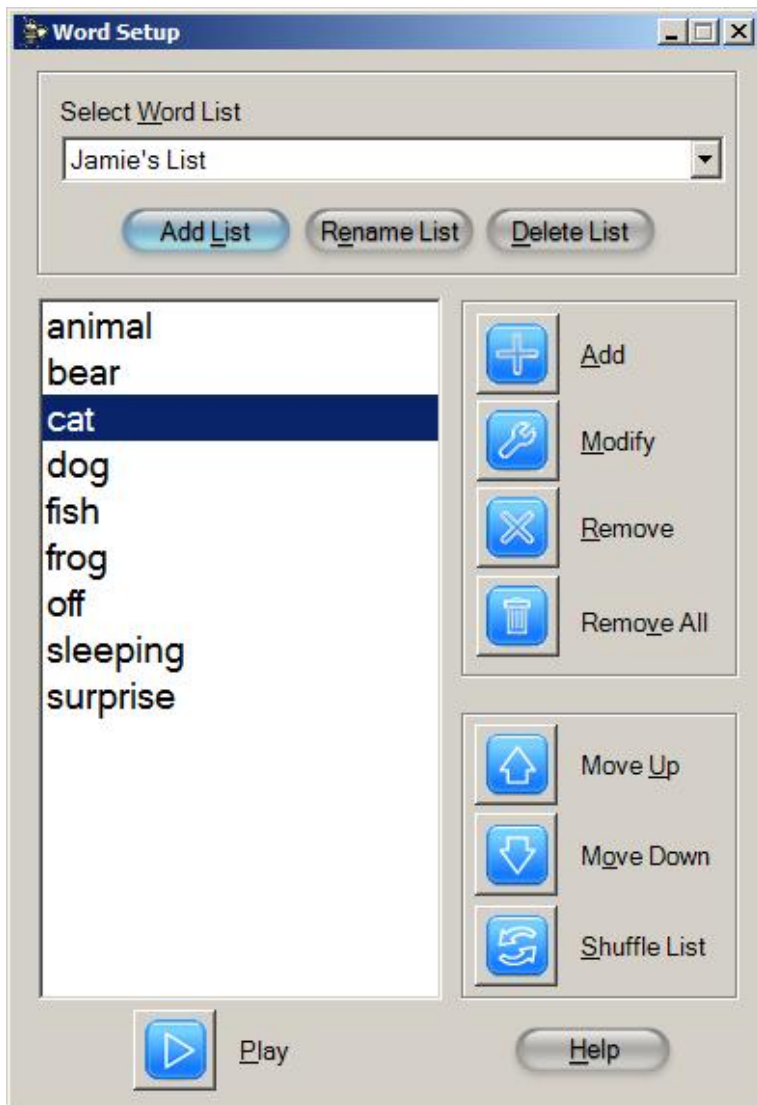 Word Setup
Select Word List
Jamie's List
Add List Rename List Delete List
animal
bear
cat
dog
fish
frog
off
sleeping
surprise
Add
Modify
Remove
Remove All
Move Up
Move Down
Shuffle List
Play
Help